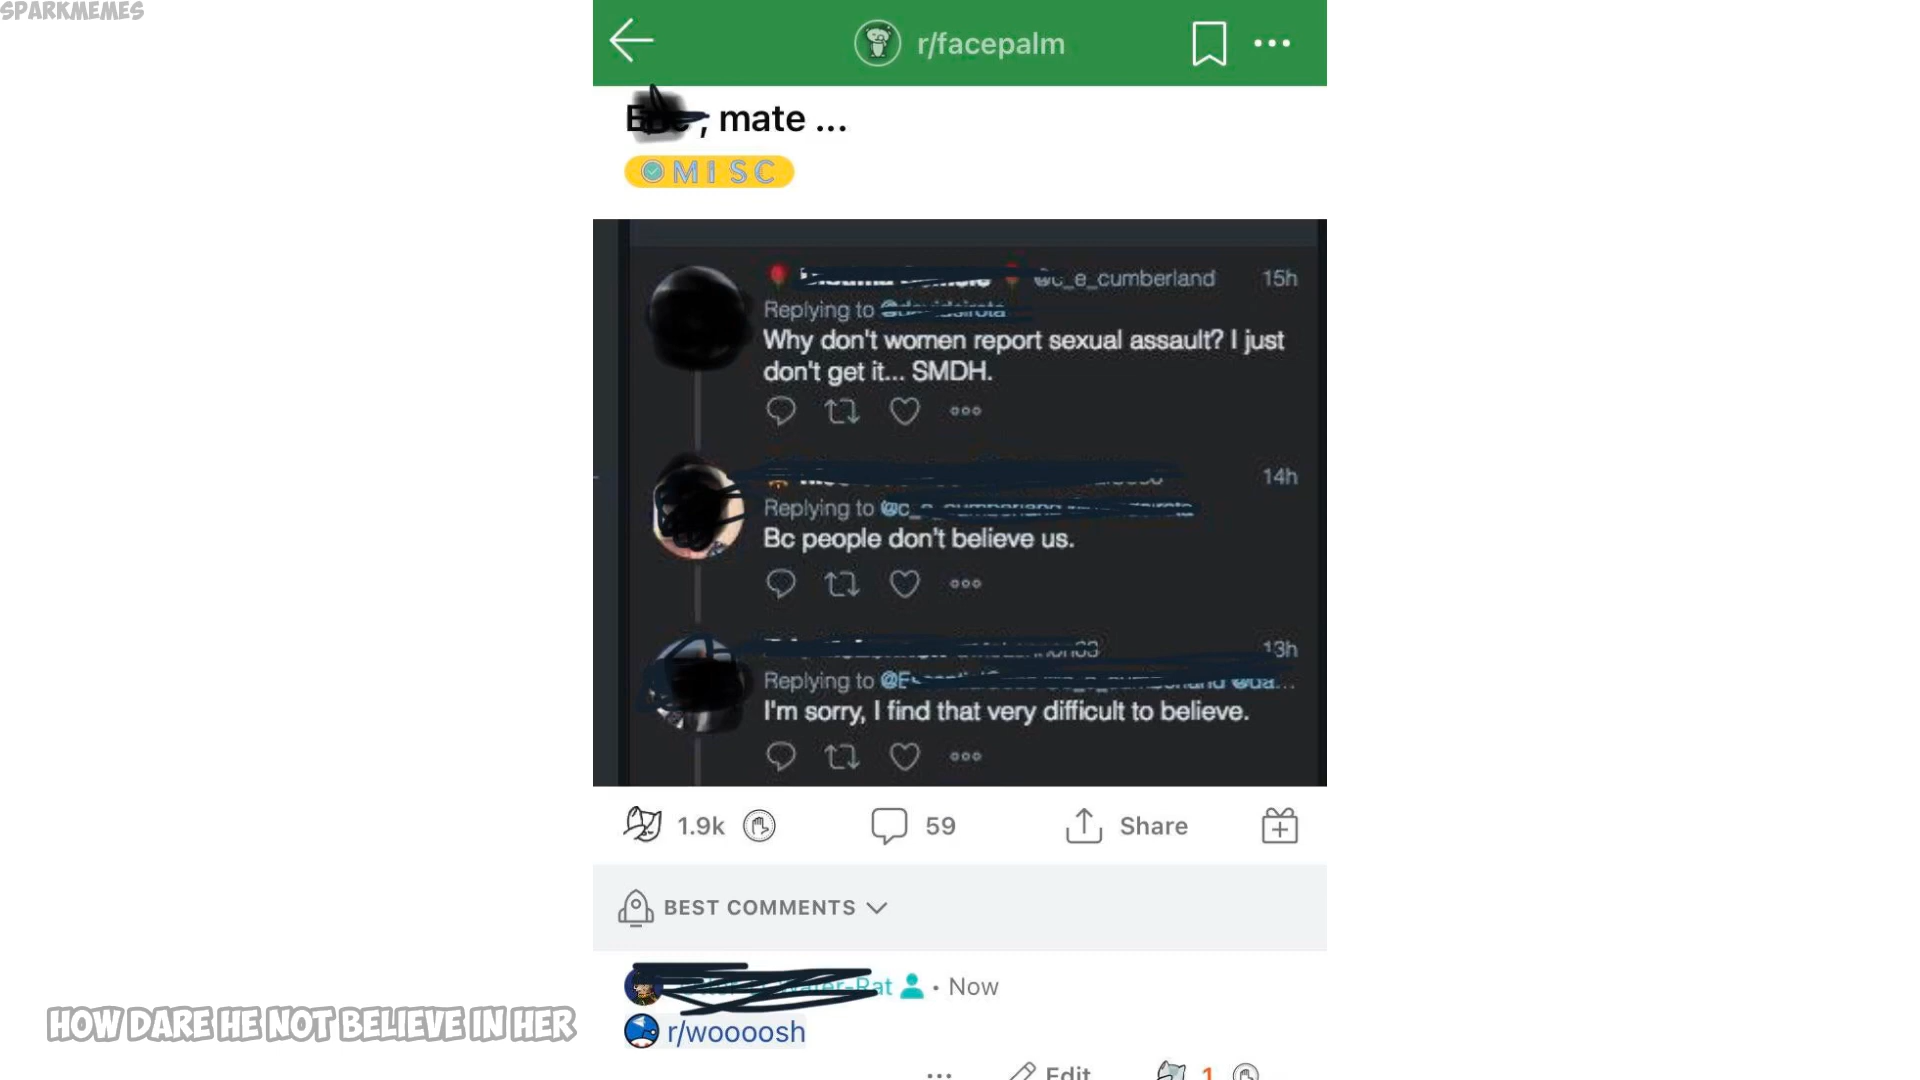 SPARKMEMES
r/facepalm
, mate ...
MISC
@c_e_cumberland 15h
Replying to
Why don't women report sexual assault? I just
don't get it... SMDH.
14h
Replying to
Bc people don't believe us.
13h
Replying to
I'm sorry, I find that very difficult to believe.
1.9k 59 Share
BEST COMMENTS
• Now
r/woooosh
HOW DARE HE NOT BELIEVE IN HER
... Edit 1